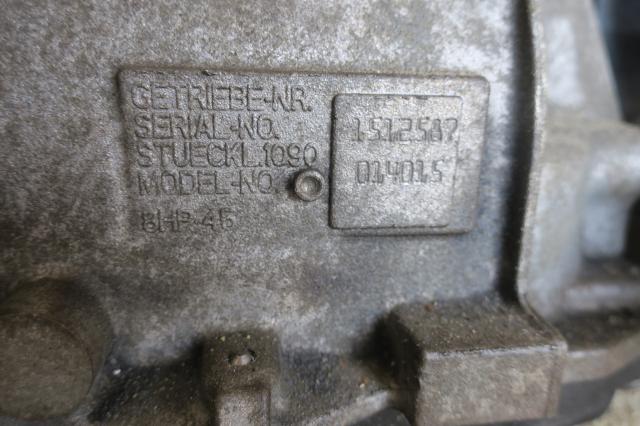 GETRIEBE-NR.
SERIAL-NO.
STUECKL.1090
MODEL-NO.
8HP-45
1512587
014015